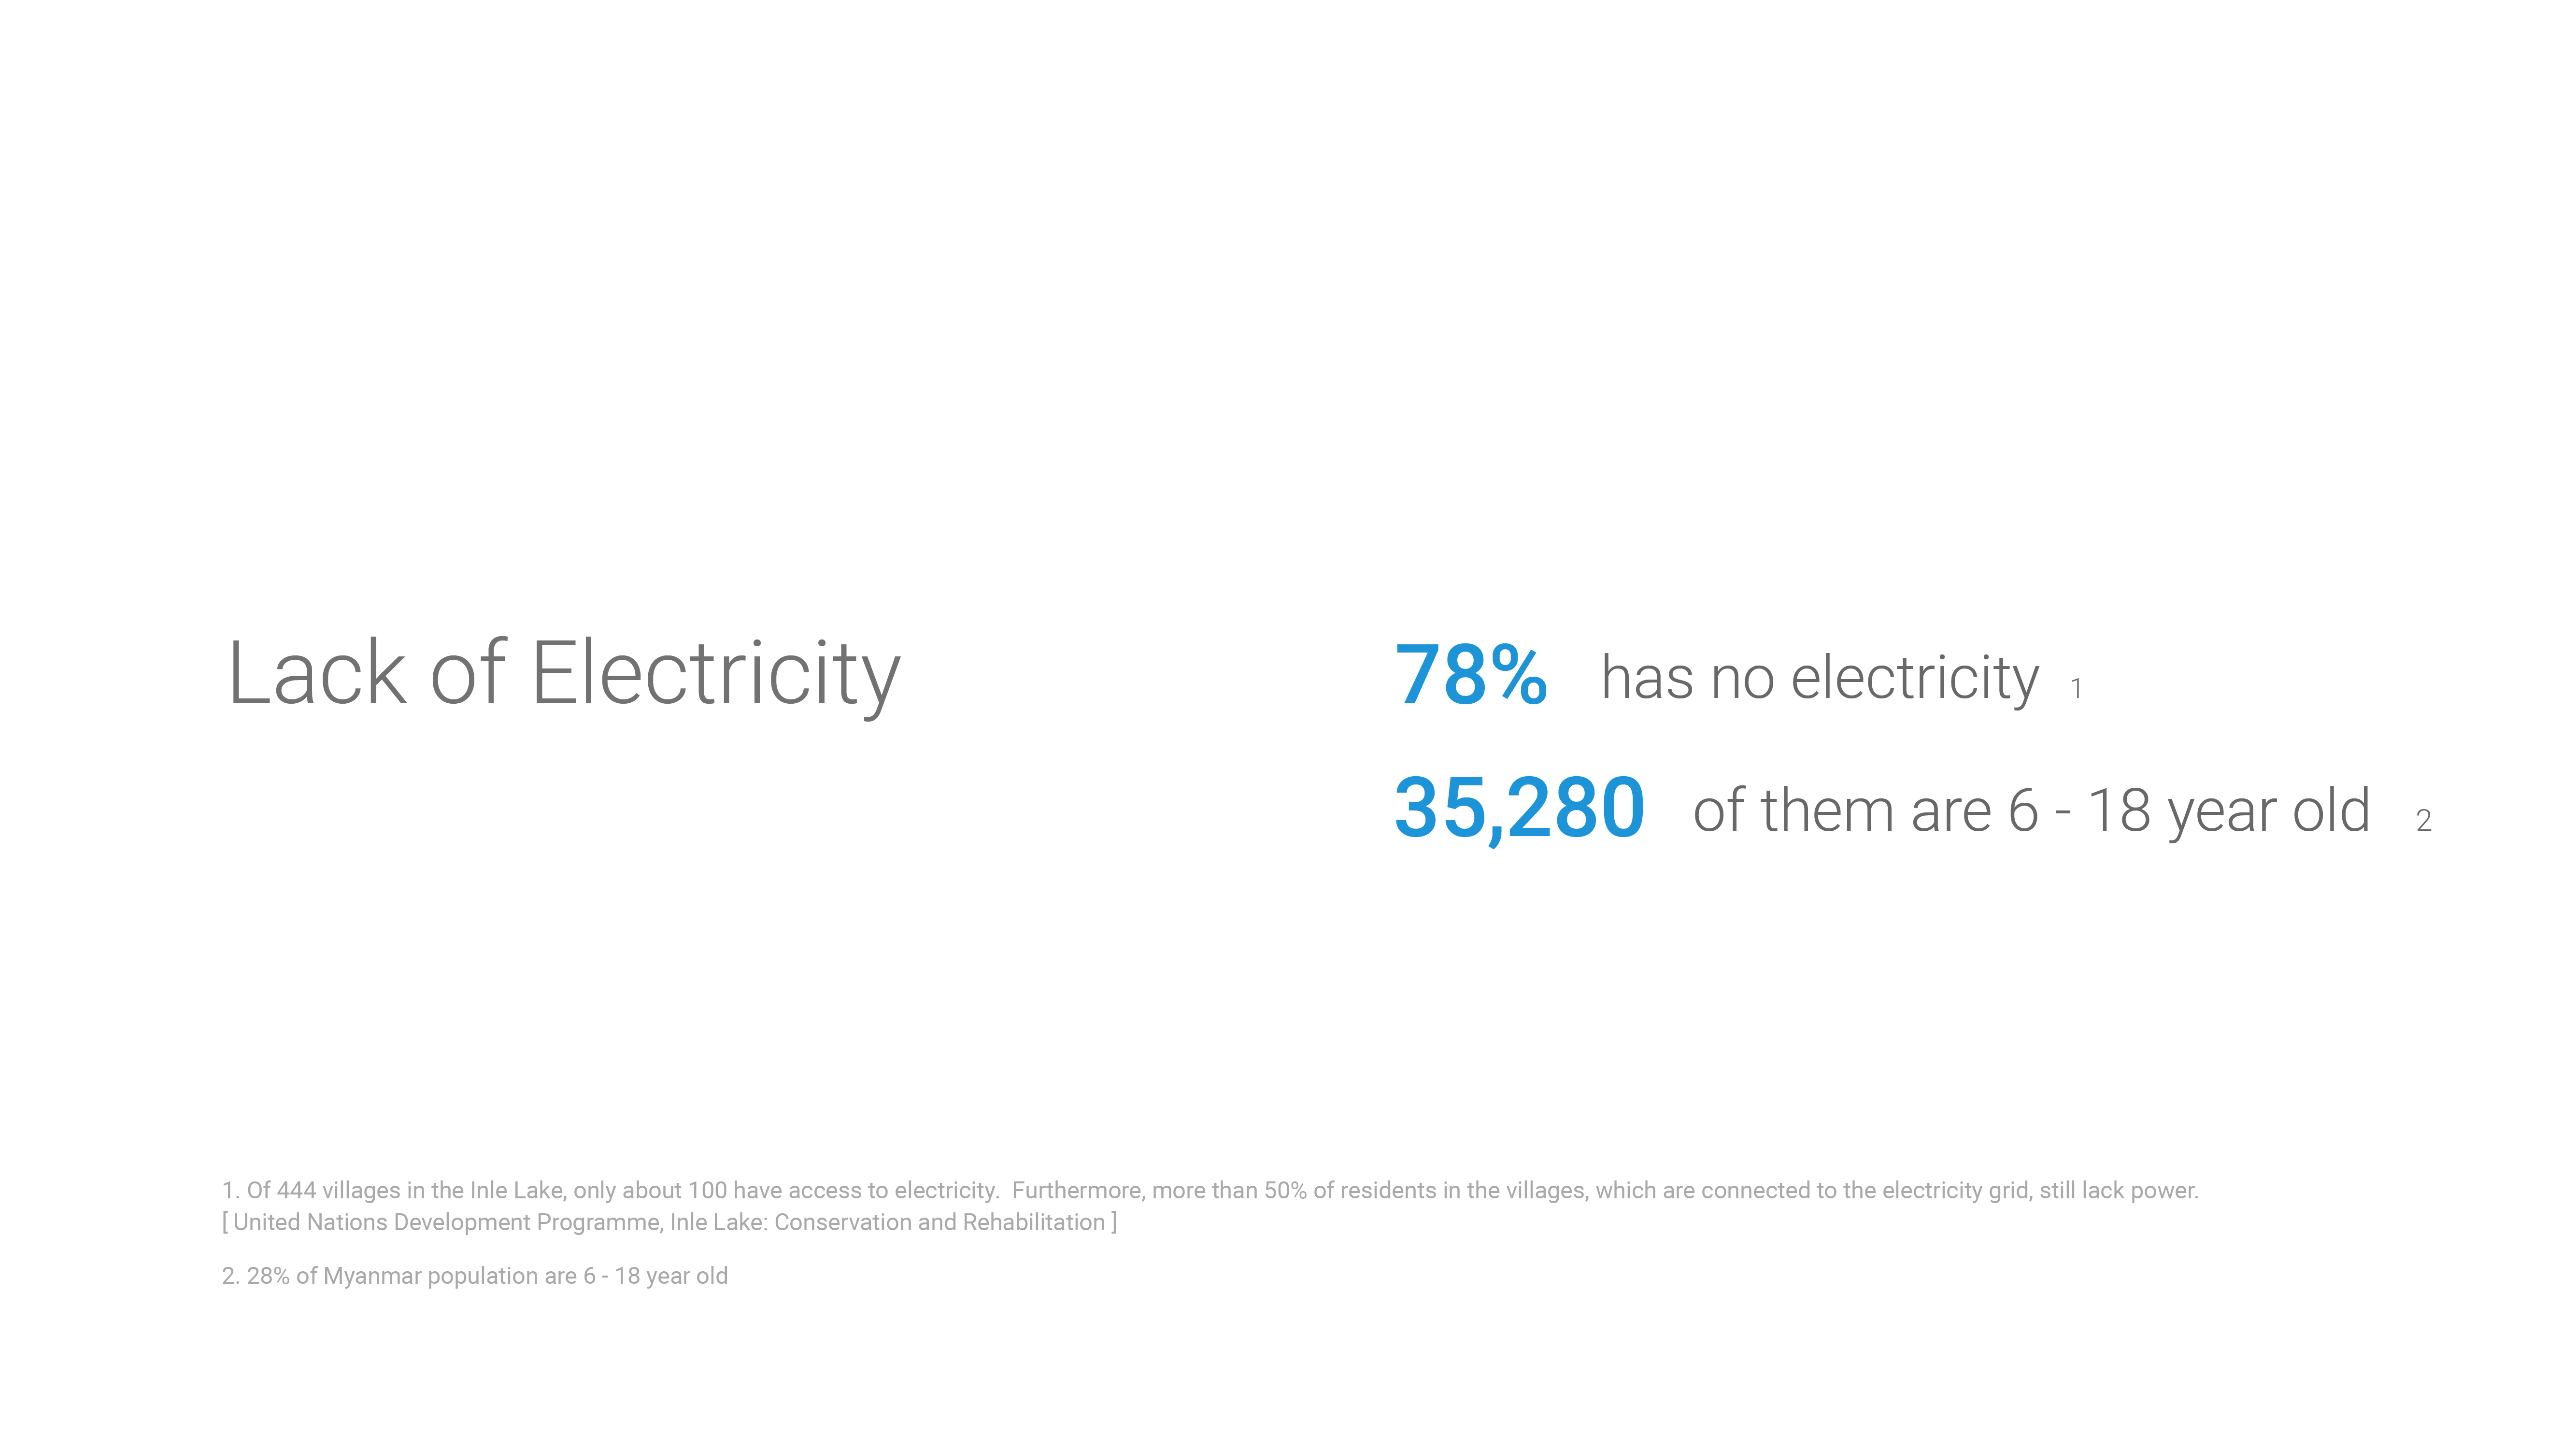 Lack of Electricity
78% has no electricity 1
35,280 of them are 6 - 18 year old 2
1. Of 444 villages in the Inle Lake, only about 100 have access to electricity.  Furthermore, more than 50% of residents in the villages, which are connected to the electricity grid, still lack power.
[ United Nations Development Programme, Inle Lake: Conservation and Rehabilitation ]
2. 28% of Myanmar population are 6 - 18 year old